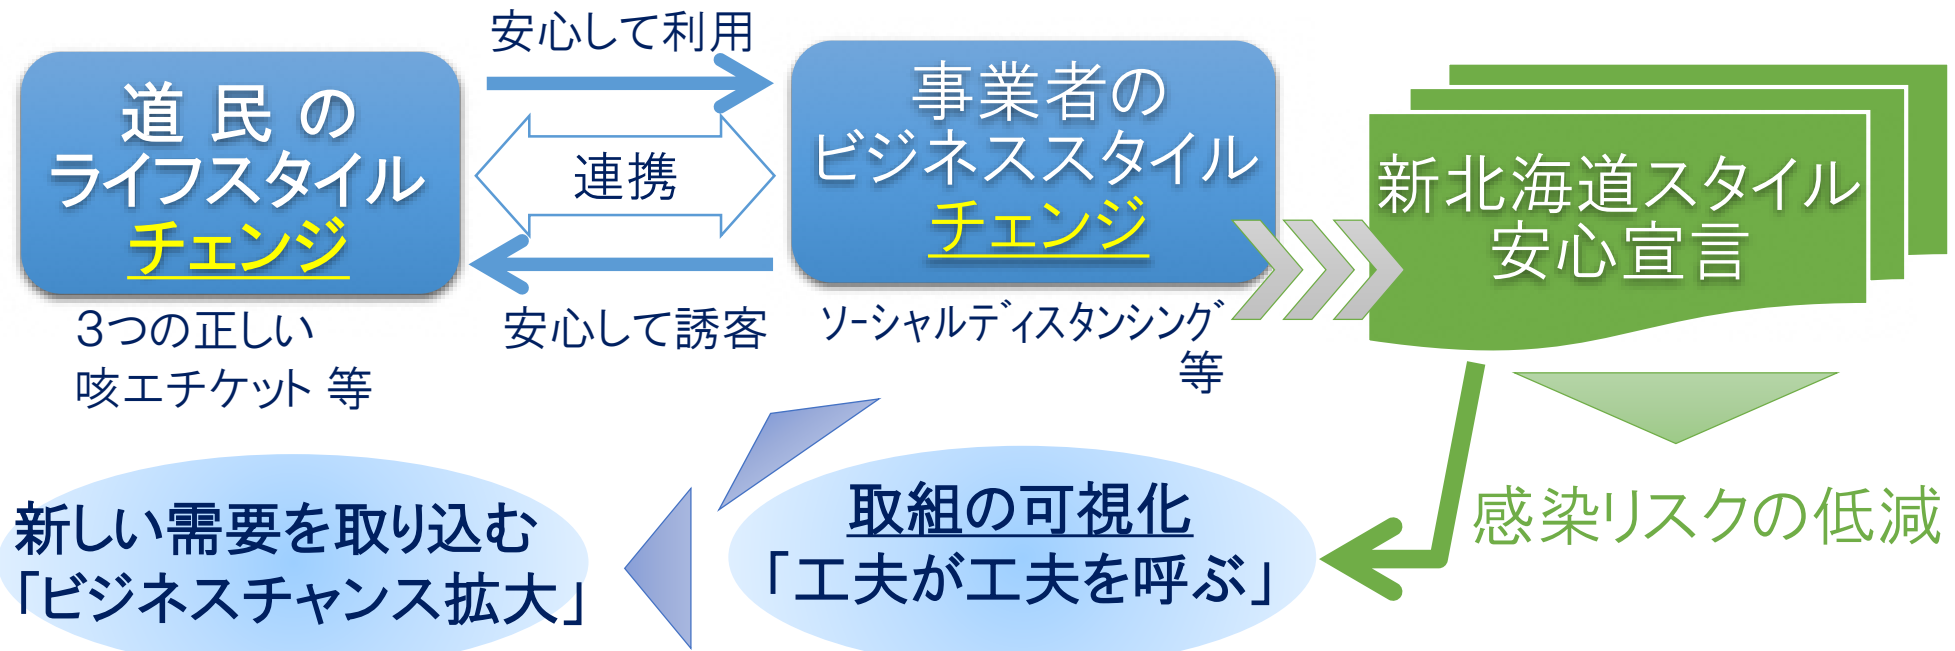 安心して利用
道 民 の
ライフスタイル
チェンジ
連携
事業者の
ビジネススタイル
チェンジ
新北海道スタイル
安心宣言
3つの正しい
咳エチケット 等
安心して誘客
ソーシャルディスタンシング
等
新しい需要を取り込む
「ビジネスチャンス拡大」
取組の可視化
「工夫が工夫を呼ぶ」
感染リスクの低減